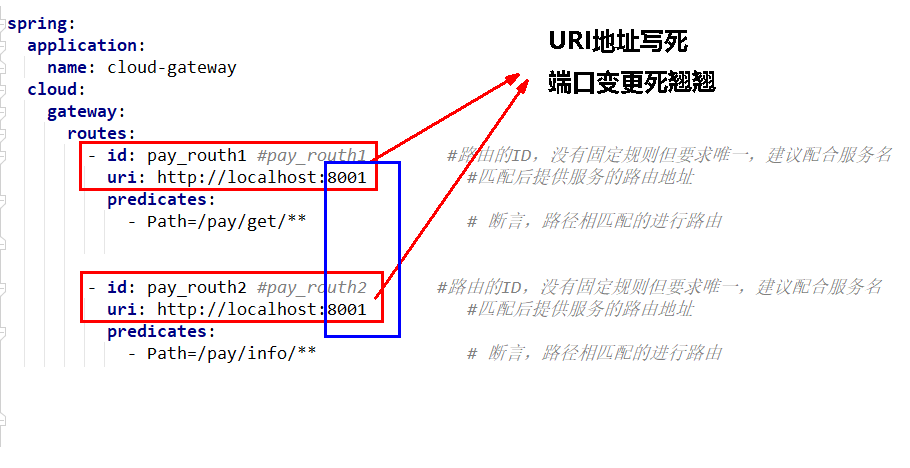 URI地址写死
端口变更死翘翘
spring:
application:
name: cloud-gateway
cloud:
gateway:
routes:
- id: pay_routh1 #pay_routh1 #路由的ID，没有固定规则但要求唯一，建议配合服务名
uri: http://localhost:8001 #匹配后提供服务的路由地址
predicates:
- Path=/pay/get/** # 断言，路径相匹配的进行路由
- id: pay_routh2 #pay_routh2 #路由的ID，没有固定规则但要求唯一，建议配合服务名
uri: http://localhost:8001 #匹配后提供服务的路由地址
predicates:
- Path=/pay/info/** # 断言，路径相匹配的进行路由